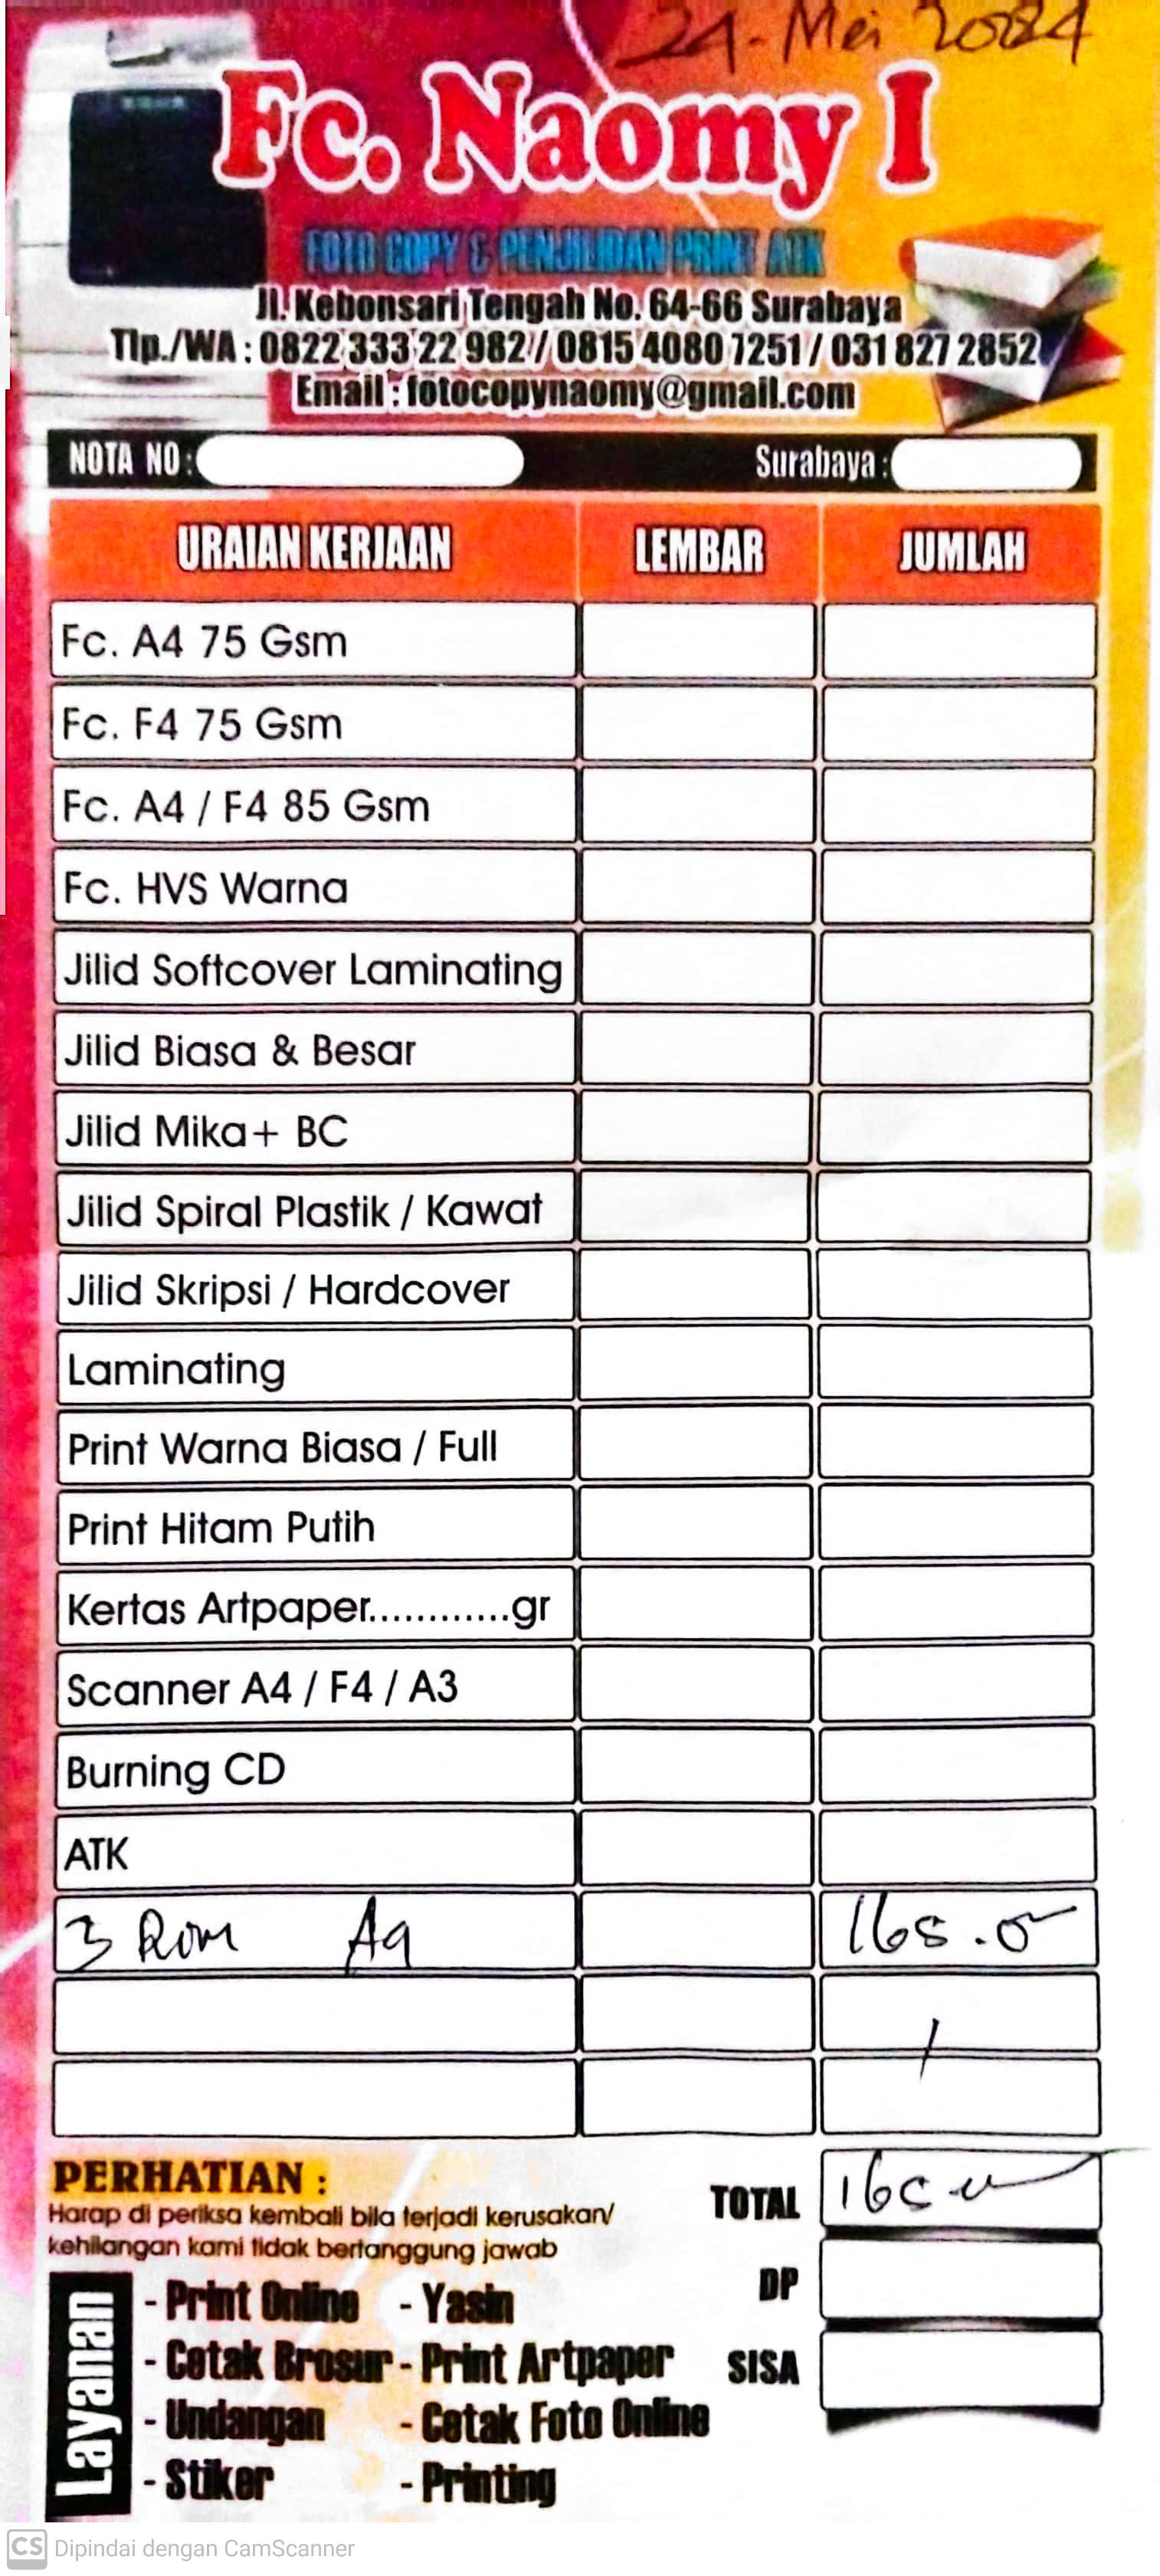 24 - Mei 2024
Fc. Naomy I
FOTO COPY & PENJILIDAN PRINT ATK
Jl. Kebonsari Tengah No. 64-66 Surabaya
Tlp./WA : 0822 333 22 982 // 0815 4080 7251 / 031 827 2852
Email : fotocopynaomy@gmail.com
NOTA NO : Surabaya :
URAIAN KERJAAN LEMBAR JUMLAH
Fc. A4 75 Gsm
Fc. F4 75 Gsm
Fc. A4 / F4 85 Gsm
Fc. HVS Warna
Jilid Softcover Laminating
Jilid Biasa & Besar
Jilid Mika+ BC
Jilid Spiral Plastik / Kawat
Jilid Skripsi / Hardcover
Laminating
Print Warna Biasa / Full
Print Hitam Putih
Kertas Artpaper............gr
Scanner A4 / F4 / A3
Burning CD
ATK
3 Rim A4 165.
PERHATIAN :
Harap di periksa kembali bila terjadi kerusakan/
kehilangan kami tidak bertanggung jawab
TOTAL 165
DP
SISA
Layanan
- Print Online - Yasin
- Cetak Brosur - Print Artpaper
- Undangan - Cetak Foto Online
- Stiker - Printing
CS Dipindai dengan CamScanner